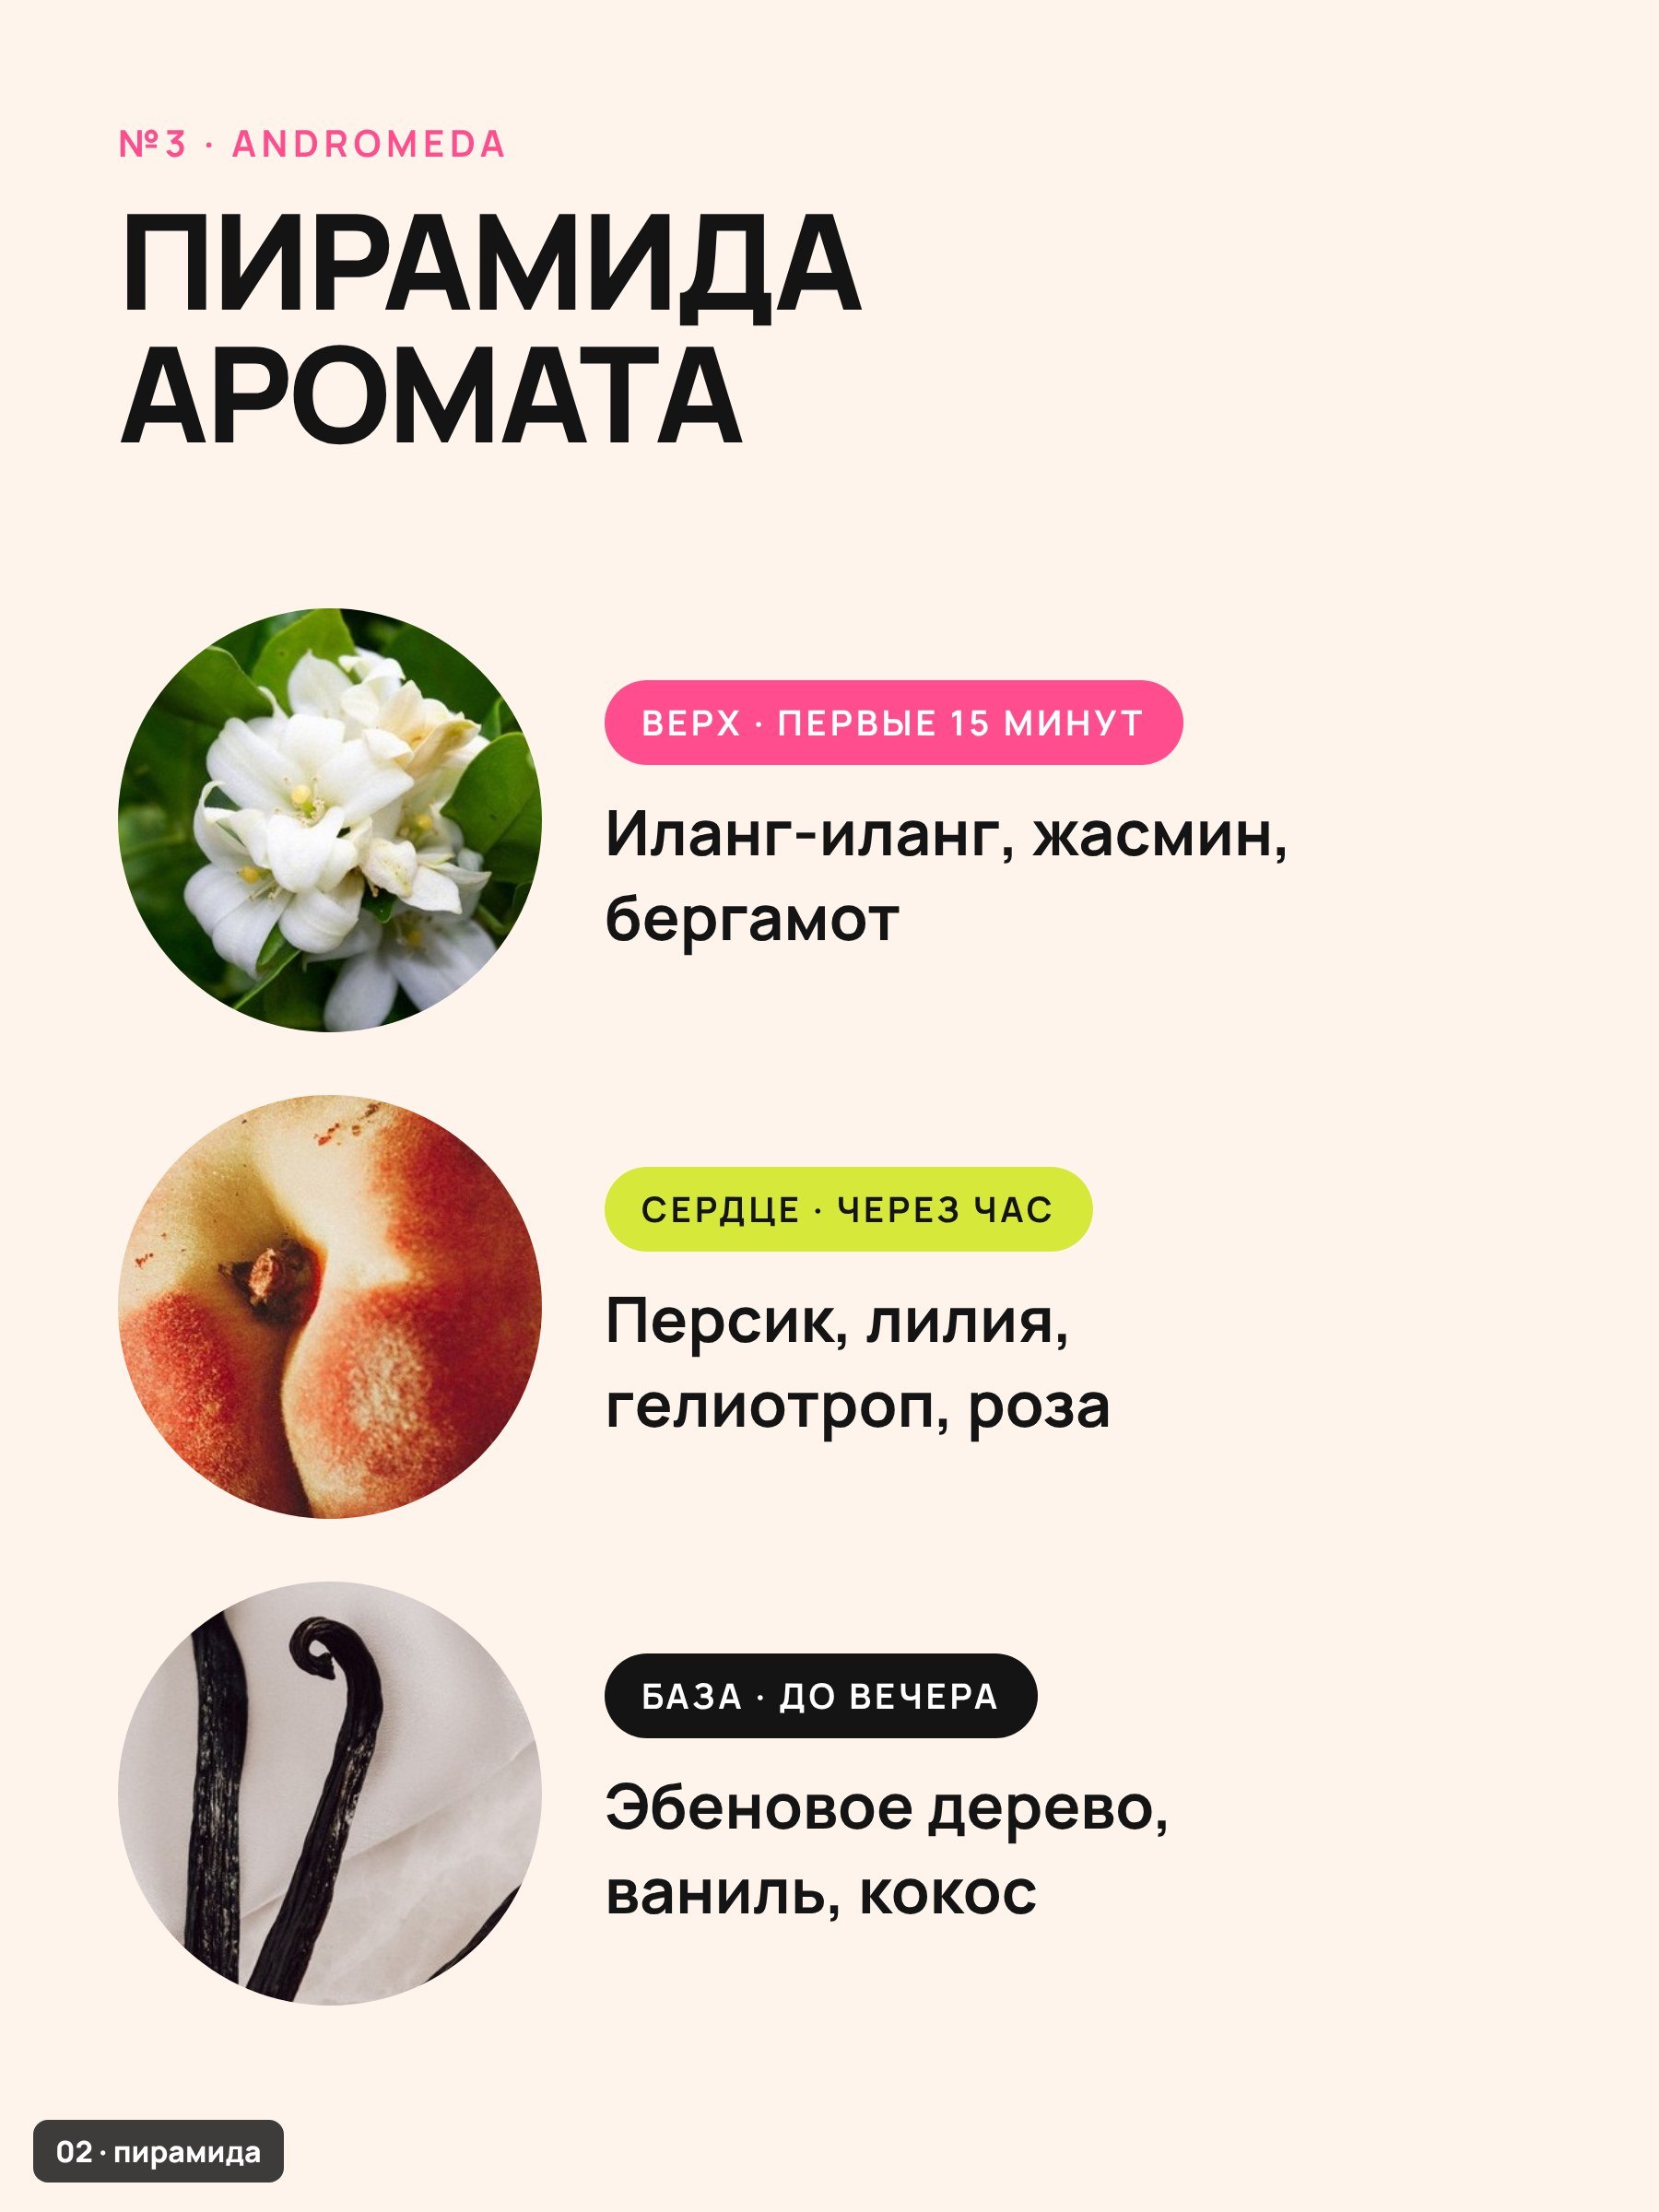 №3 · ANDROMEDA
ПИРАМИДА
АРОМАТА
ВЕРХ · ПЕРВЫЕ 15 МИНУТ
Иланг-иланг, жасмин,
бергамот
СЕРДЦЕ · ЧЕРЕЗ ЧАС
Персик, лилия,
гелиотроп, роза
БАЗА · ДО ВЕЧЕРА
Эбеновое дерево,
ваниль, кокос
02 · пирамида